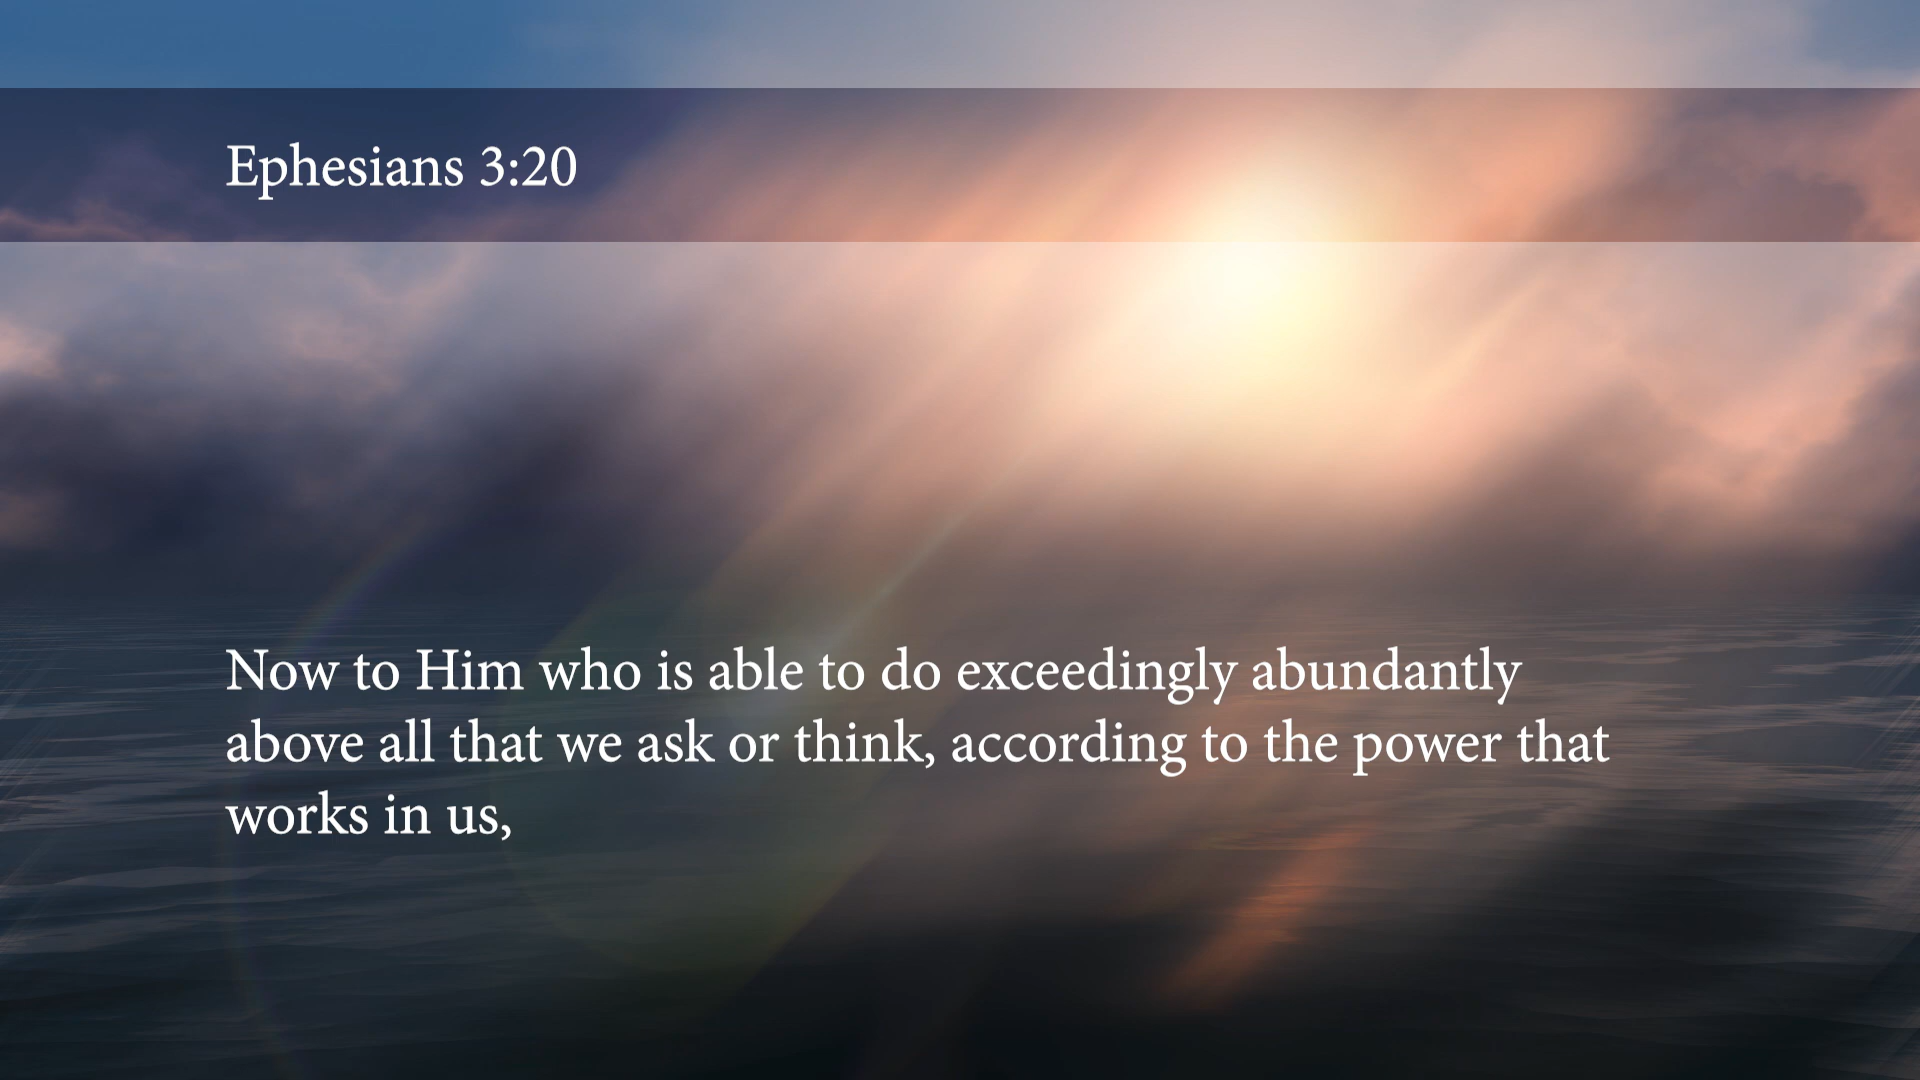 Ephesians 3:20
Now to Him who is able to do exceedingly abundantly
above all that we ask or think, according to the power that
works in us,